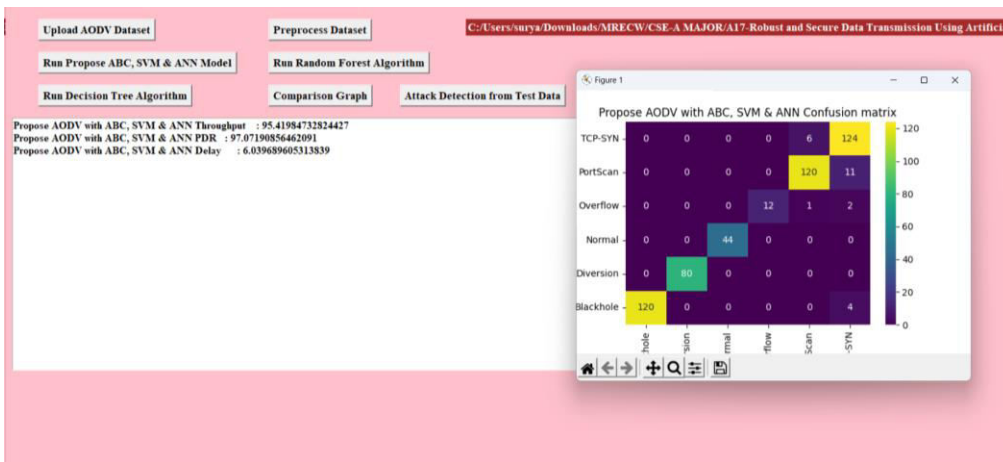 Upload AODV Dataset
Preprocess Dataset
C:/Users/surya/Downloads/MRECW/CSE-A MAJOR/A17-Robust and Secure Data Transmission Using Artifici
Run Propose ABC, SVM & ANN Model
Run Random Forest Algorithm
Run Decision Tree Algorithm
Comparison Graph
Attack Detection from Test Data
Propose AODV with ABC, SVM & ANN Throughput : 95.41984732824427
Propose AODV with ABC, SVM & ANN PDR : 97.07190856462091
Propose AODV with ABC, SVM & ANN Delay : 6.039689605313839
Figure 1
Propose AODV with ABC, SVM & ANN Confusion matrix
TCP-SYN 0 0 0 0 6 124
PortScan 0 0 0 0 120 11
Overflow 0 0 0 12 1 2
Normal 0 0 44 0 0 0
Diversion 0 80 0 0 0 0
Blackhole 120 0 0 0 0 4
120
100
80
60
40
20
0
hole
sion
rmal
rflow
Scan
-SYN